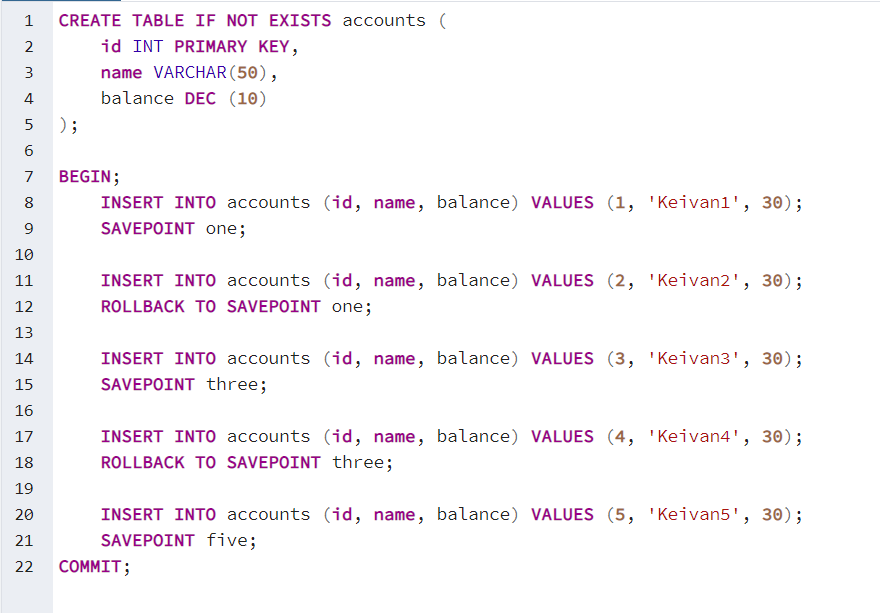 1 CREATE TABLE IF NOT EXISTS accounts (
2     id INT PRIMARY KEY,
3     name VARCHAR(50),
4     balance DEC (10)
5 );
6
7 BEGIN;
8     INSERT INTO accounts (id, name, balance) VALUES (1, 'Keivan1', 30);
9     SAVEPOINT one;
10
11     INSERT INTO accounts (id, name, balance) VALUES (2, 'Keivan2', 30);
12     ROLLBACK TO SAVEPOINT one;
13
14     INSERT INTO accounts (id, name, balance) VALUES (3, 'Keivan3', 30);
15     SAVEPOINT three;
16
17     INSERT INTO accounts (id, name, balance) VALUES (4, 'Keivan4', 30);
18     ROLLBACK TO SAVEPOINT three;
19
20     INSERT INTO accounts (id, name, balance) VALUES (5, 'Keivan5', 30);
21     SAVEPOINT five;
22 COMMIT;